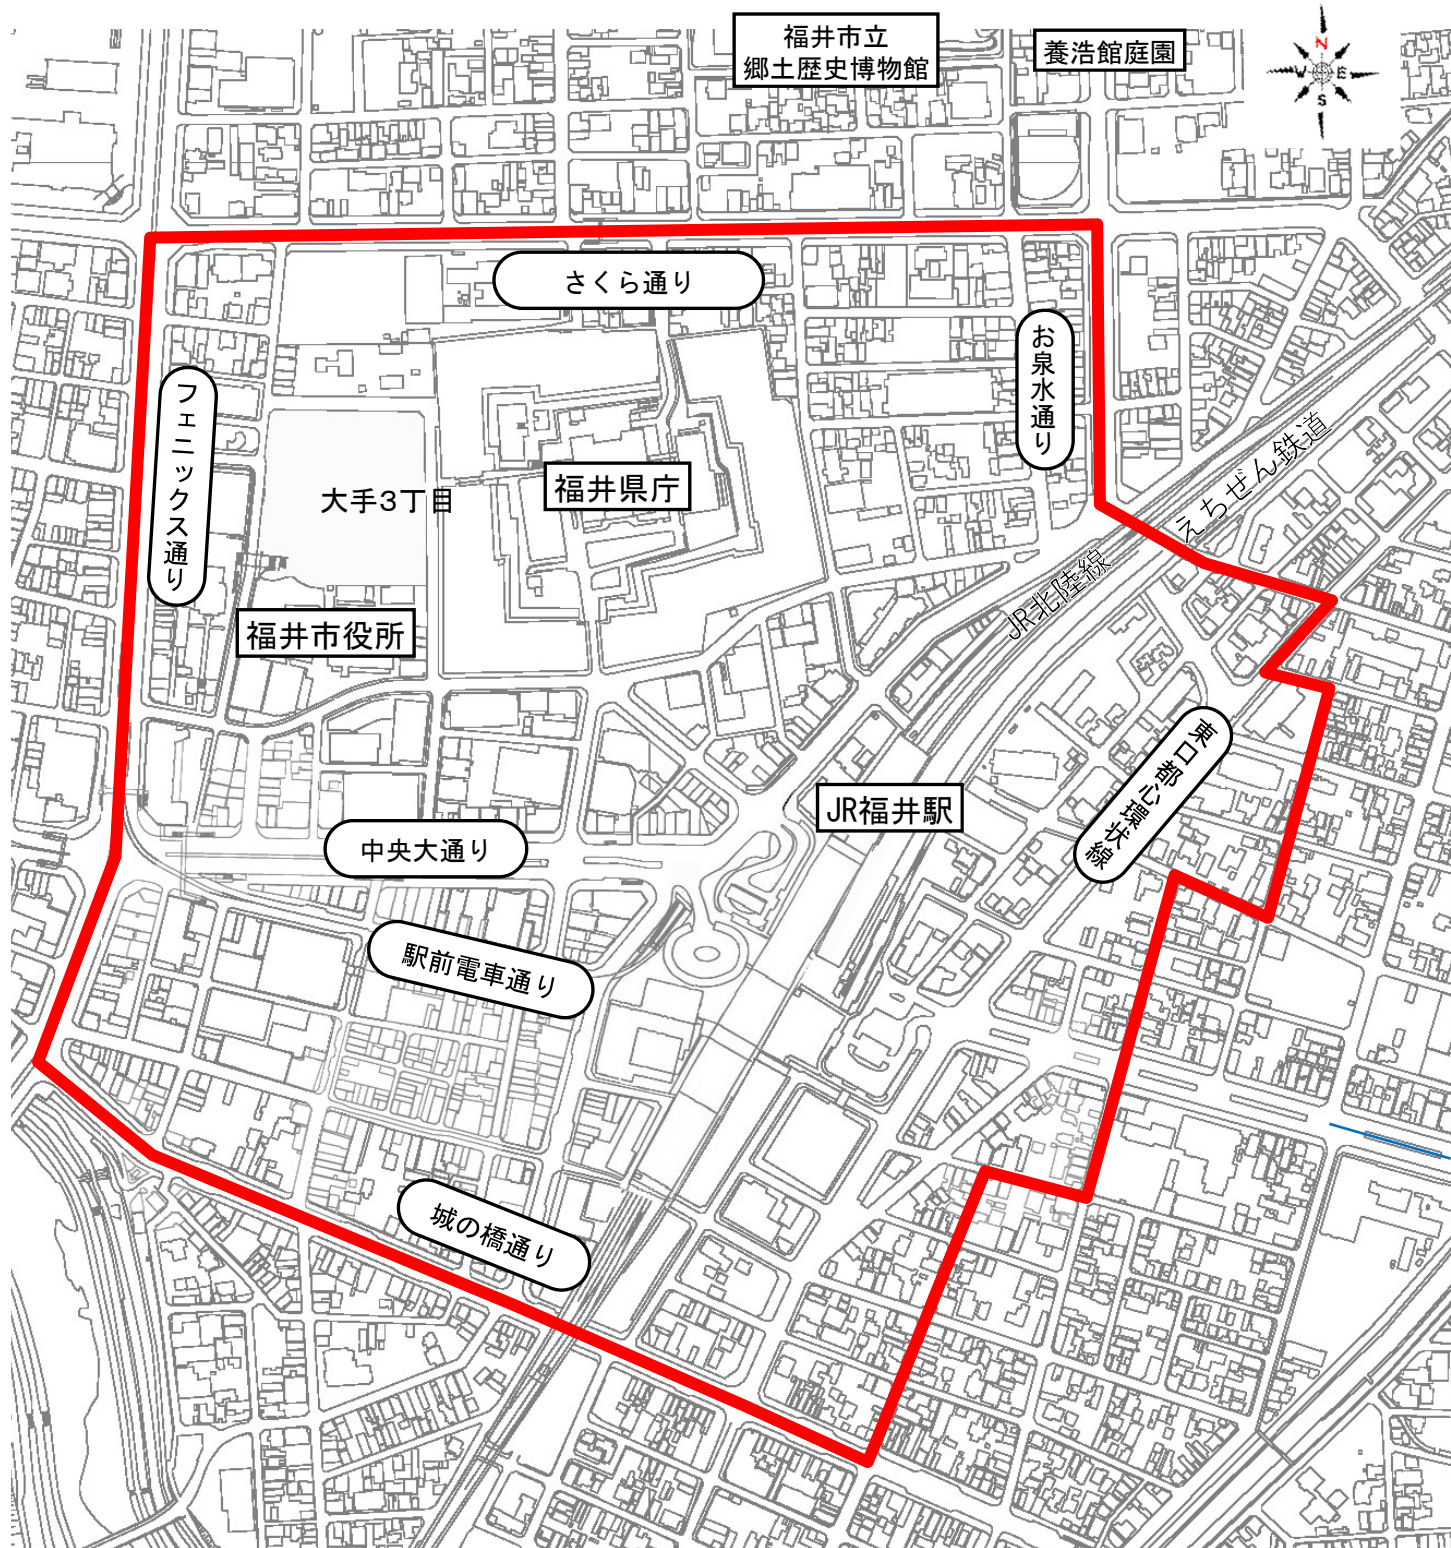 福井市立
郷土歴史博物館
養浩館庭園
N
W
E
S
さくら通り
お泉水通り
フェニックス通り
大手3丁目
福井県庁
えちぜん鉄道
JR北陸線
福井市役所
東口都心環状線
JR福井駅
中央大通り
駅前電車通り
城の橋通り